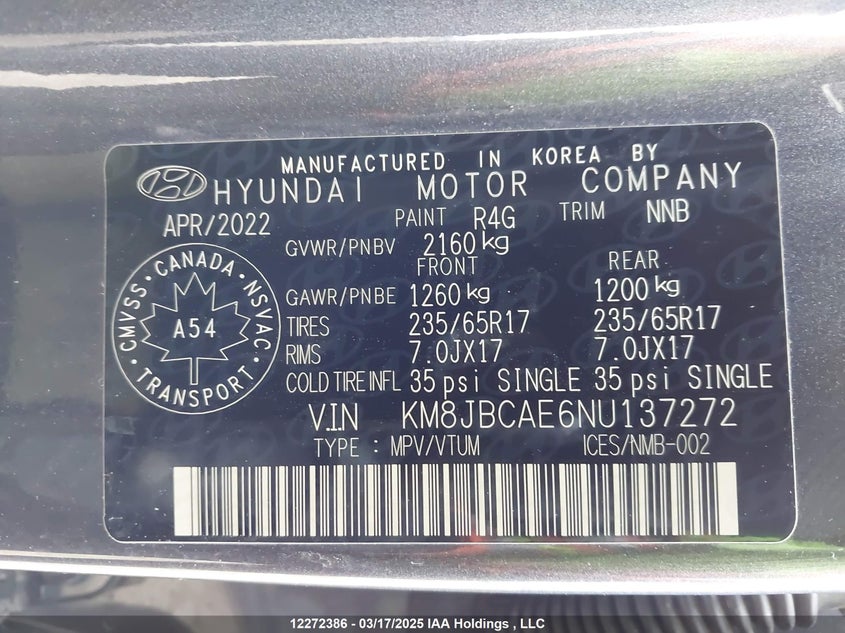 MANUFACTURED IN KOREA BY
HYUNDAI MOTOR COMPANY
APR/2022 PAINT R4G TRIM NNB
GVWR/PNBV 2160 kg
FRONT REAR
GAWR/PNBE 1260 kg 1200 kg
TIRES 235/65R17 235/65R17
RIMS 7.0JX17 7.0JX17
COLD TIRE INFL 35 psi SINGLE 35 psi SINGLE
CMVSS · CANADA · NSVAC
A54
· TRANSPORT ·
V.I.N KM8JBCAE6NU137272
TYPE : MPV/VTUM ICES/NMB-002
12272386 - 03/17/2025 IAA Holdings , LLC